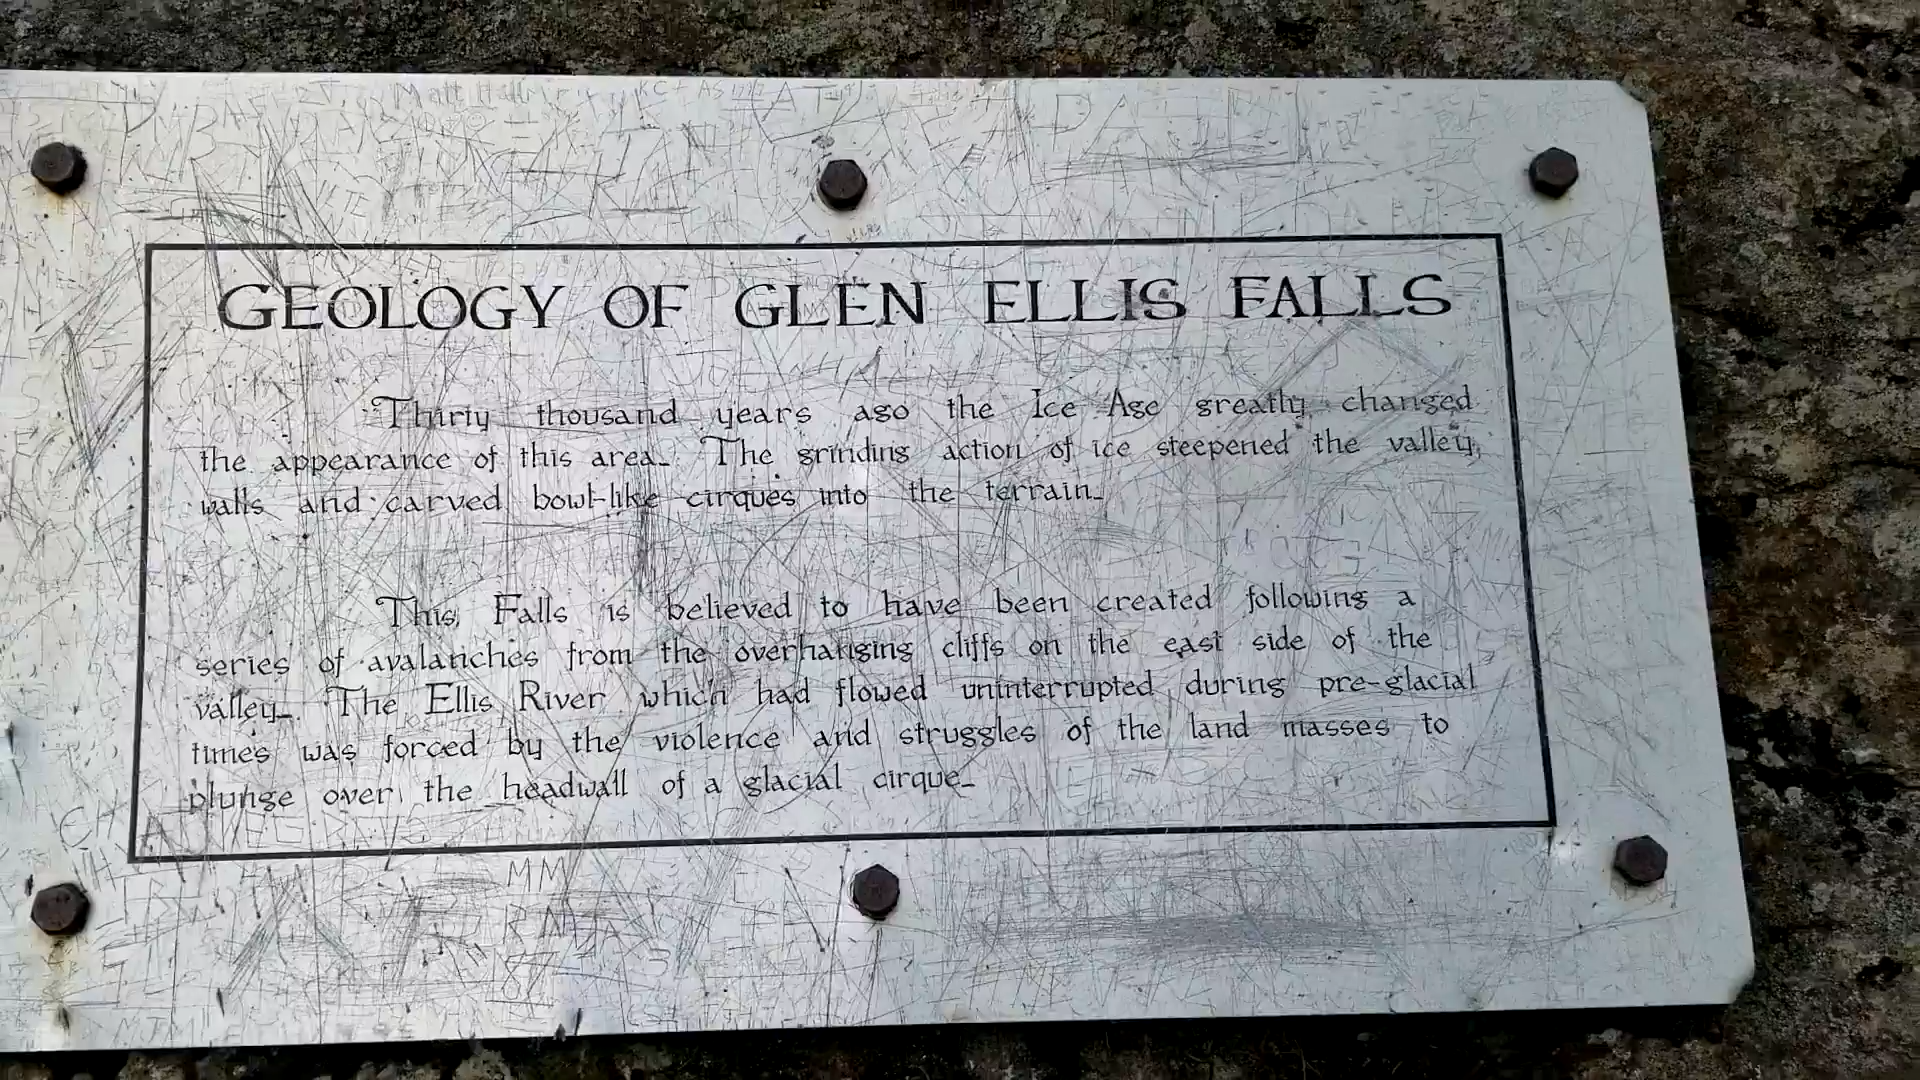 GEOLOGY OF GLEN ELLIS FALLS
Thirty thousand years ago the Ice Age greatly changed
the appearance of this area. The grinding action of ice steepened the valley
walls and carved bowl-like cirques into the terrain.
This Falls is believed to have been created following a
series of avalanches from the overhanging cliffs on the east side of the
valley. The Ellis River which had flowed uninterrupted during pre-glacial
times was forced by the violence and struggles of the land masses to
plunge over the headwall of a glacial cirque.
MM